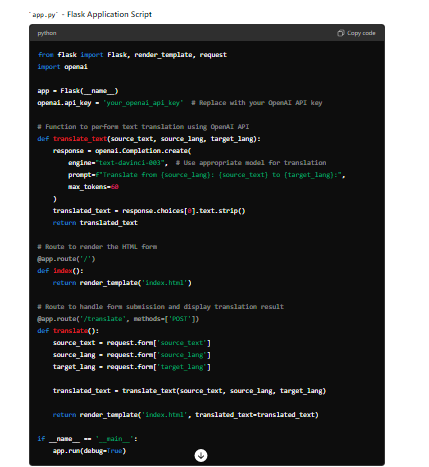 `app.py` - Flask Application Script
python
Copy code
from flask import Flask, render_template, request
import openai
app = Flask(__name__)
openai.api_key = 'your_openai_api_key'  # Replace with your OpenAI API key
# Function to perform text translation using OpenAI API
def translate_text(source_text, source_lang, target_lang):
    response = openai.Completion.create(
        engine="text-davinci-003",  # Use appropriate model for translation
        prompt=f"Translate from {source_lang}: {source_text} to {target_lang}:",
        max_tokens=60
    )
    translated_text = response.choices[0].text.strip()
    return translated_text
# Route to render the HTML form
@app.route('/')
def index():
    return render_template('index.html')
# Route to handle form submission and display translation result
@app.route('/translate', methods=['POST'])
def translate():
    source_text = request.form['source_text']
    source_lang = request.form['source_lang']
    target_lang = request.form['target_lang']
    translated_text = translate_text(source_text, source_lang, target_lang)
    return render_template('index.html', translated_text=translated_text)
if __name__ == '__main__':
    app.run(debug=True)